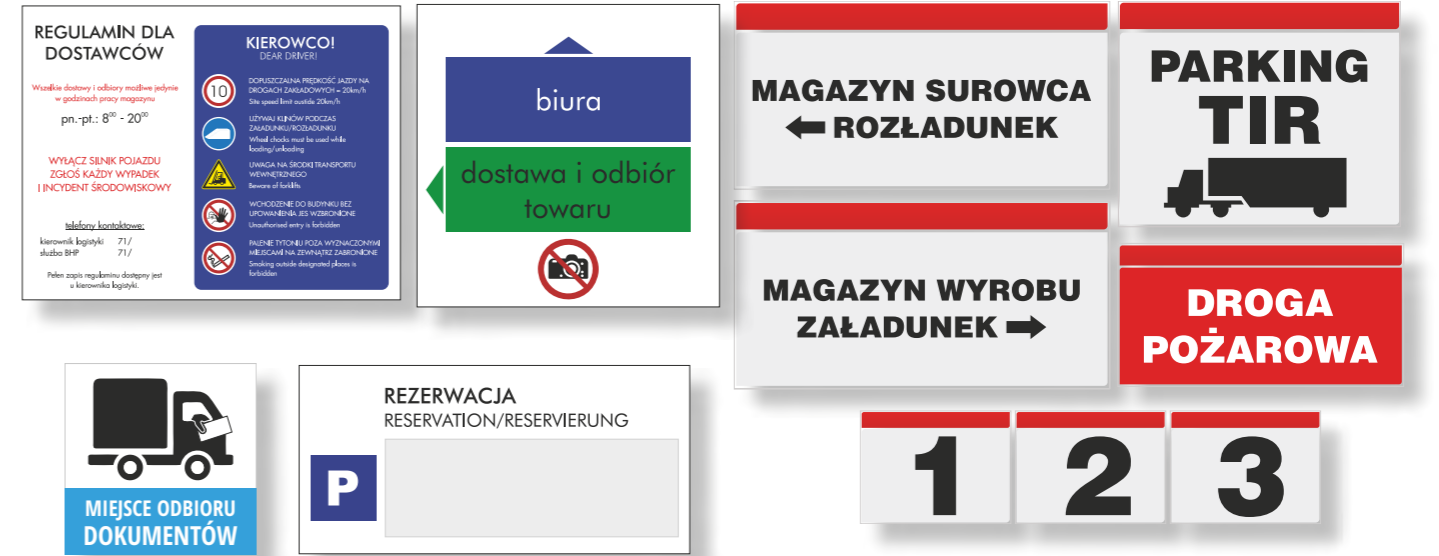 REGULAMIN DLA
DOSTAWCÓW
Wszelkie dostawy i odbiory możliwe jedynie
w godzinach pracy magazynu
pn.-pt.: 8⁰⁰ - 20⁰⁰
WYŁĄCZ SILNIK POJAZDU
ZGŁOŚ KAŻDY WYPADEK
I INCYDENT ŚRODOWISKOWY
telefony kontaktowe:
kierownik logistyki 71/
służba BHP 71/
Pełen zapis regulaminu dostępny jest
u kierownika logistyki.
KIEROWCO!
DEAR DRIVER!
10
DOPUSZCZALNA PRĘDKOŚĆ JAZDY NA
DROGACH ZAKŁADOWYCH = 20km/h
Site speed limit oustide 20km/h
UŻYWAJ KLINÓW PODCZAS
ZAŁADUNKU/ROZŁADUNKU
Wheel chocks must be used while
loading/unloading
UWAGA NA ŚRODKI TRANSPORTU
WEWNĘTRZNEGO
Beware of forklifts
WCHODZENIE DO BUDYNKU BEZ
UPOWANIENIA JES WZBRONIONE
Unauthorised entry is forbidden
PALENIE TYTONIU POZA WYZNACZONYMI
MIEJSCAMI NA ZEWNĄTRZ ZABRONIONE
Smoking outside designated places is
forbidden
biura
dostawa i odbiór
towaru
MAGAZYN SUROWCA
← ROZŁADUNEK
PARKING
TIR
MAGAZYN WYROBU
ZAŁADUNEK →
DROGA
POŻAROWA
MIEJSCE ODBIORU
DOKUMENTÓW
REZERWACJA
RESERVATION/RESERVIERUNG
P
1 2 3